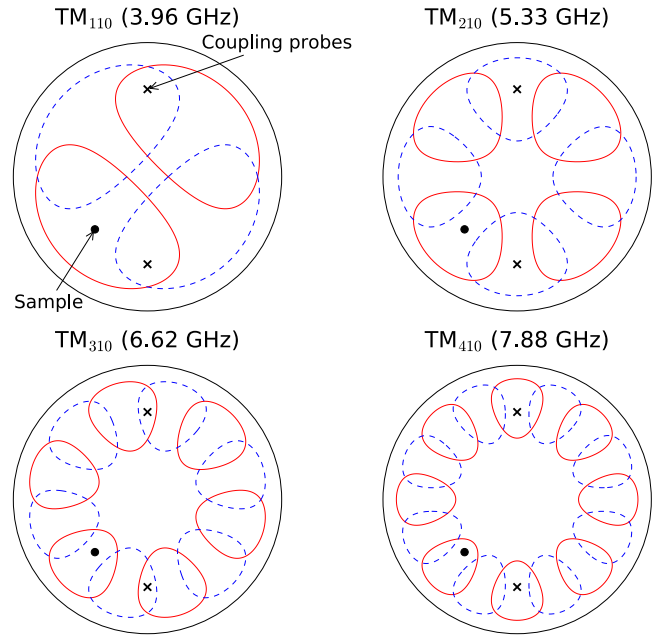 TM₁₁₀ (3.96 GHz)
TM₂₁₀ (5.33 GHz)
Coupling probes
Sample
TM₃₁₀ (6.62 GHz)
TM₄₁₀ (7.88 GHz)